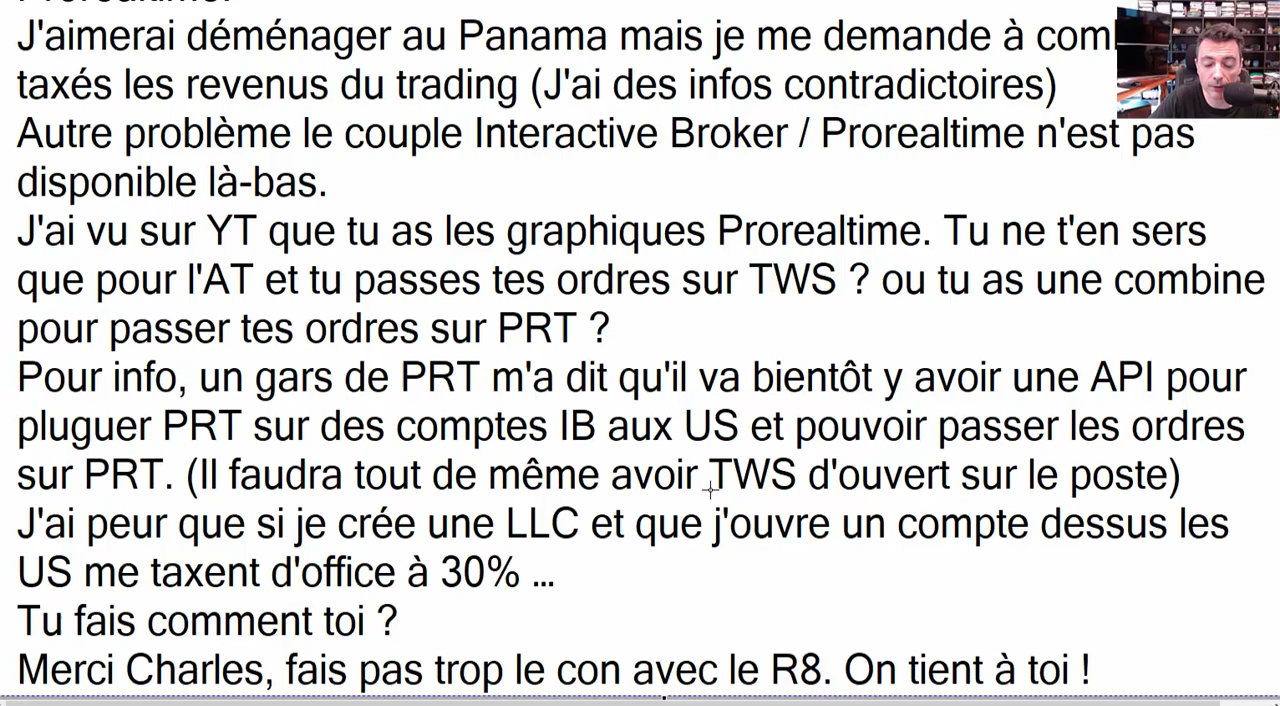 J'aimerai déménager au Panama mais je me demande à
taxés les revenus du trading (J'ai des infos contradictoires)
Autre problème le couple Interactive Broker / Prorealtime n'est pas
disponible là-bas.
J'ai vu sur YT que tu as les graphiques Prorealtime. Tu ne t'en sers
que pour l'AT et tu passes tes ordres sur TWS ? ou tu as une combine
pour passer tes ordres sur PRT ?
Pour info, un gars de PRT m'a dit qu'il va bientôt y avoir une API pour
pluguer PRT sur des comptes IB aux US et pouvoir passer les ordres
sur PRT. (Il faudra tout de même avoir TWS d'ouvert sur le poste)
J'ai peur que si je crée une LLC et que j'ouvre un compte dessus les
US me taxent d'office à 30% ...
Tu fais comment toi ?
Merci Charles, fais pas trop le con avec le R8. On tient à toi !